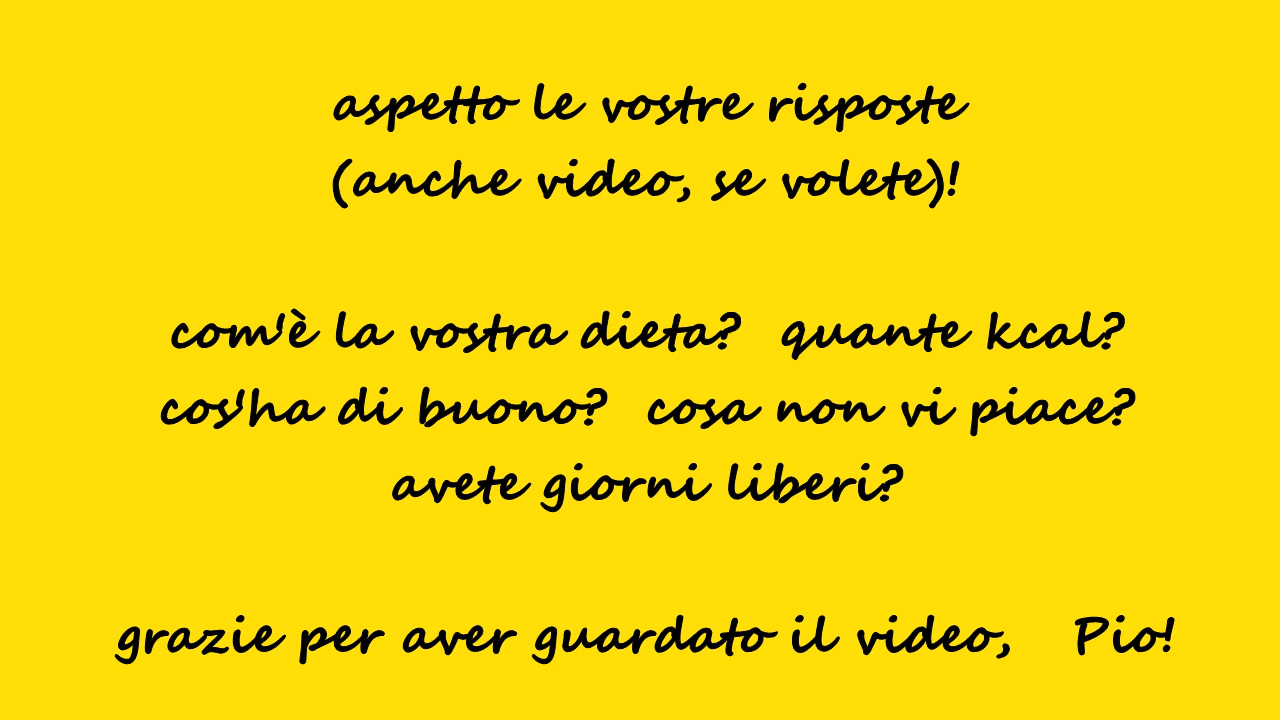 aspetto le vostre risposte
(anche video, se volete)!
com'è la vostra dieta? quante kcal?
cos'ha di buono? cosa non vi piace?
avete giorni liberi?
grazie per aver guardato il video, Pio!